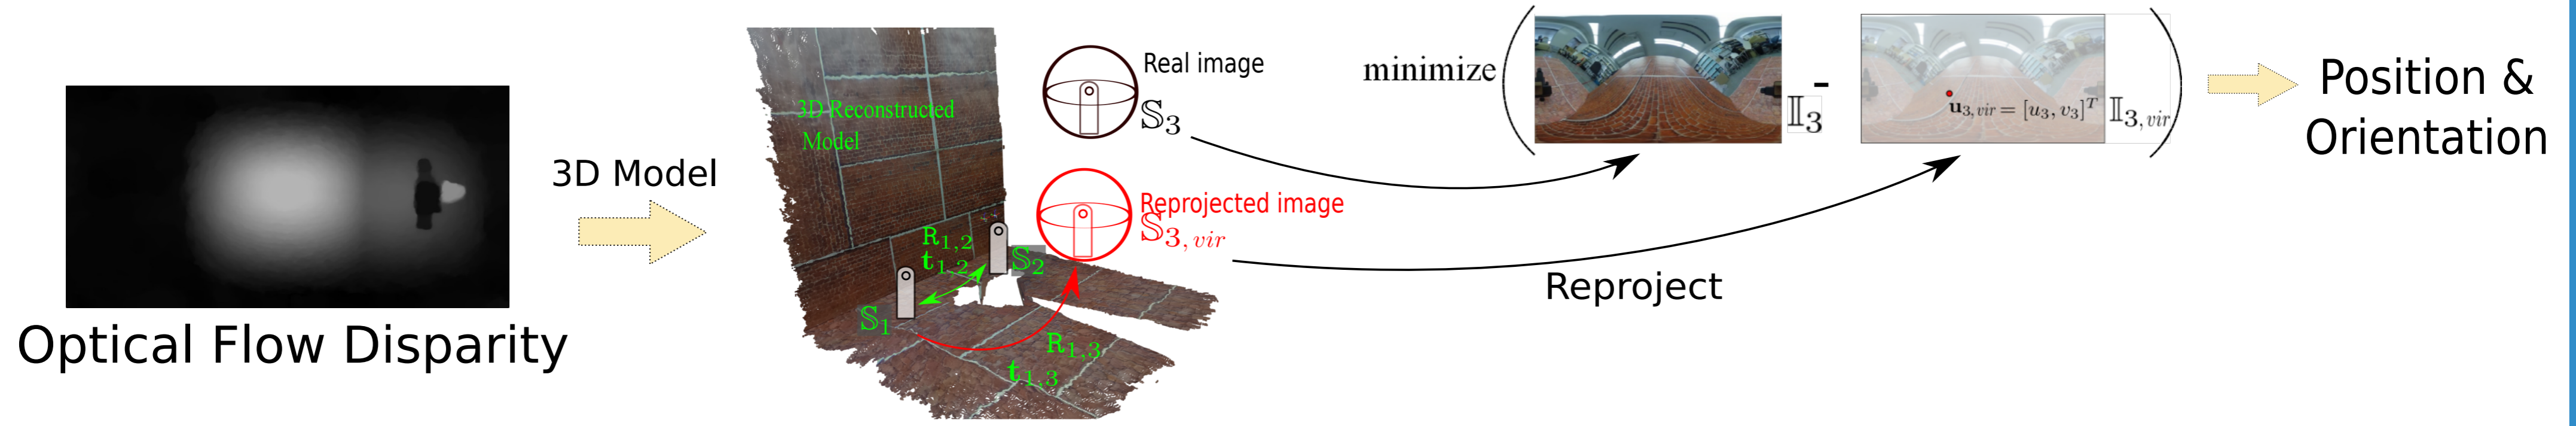 Optical Flow Disparity
3D Model
3D Reconstructed
Model
Real image
𝕊3
Reprojected image
𝕊3, vir
R1,2
t1,2
𝕊2
𝕊1
R1,3
t1,3
minimize
𝕀3
-
u3,vir = [u3, v3]^T
𝕀3,vir
Reproject
Position &
Orientation